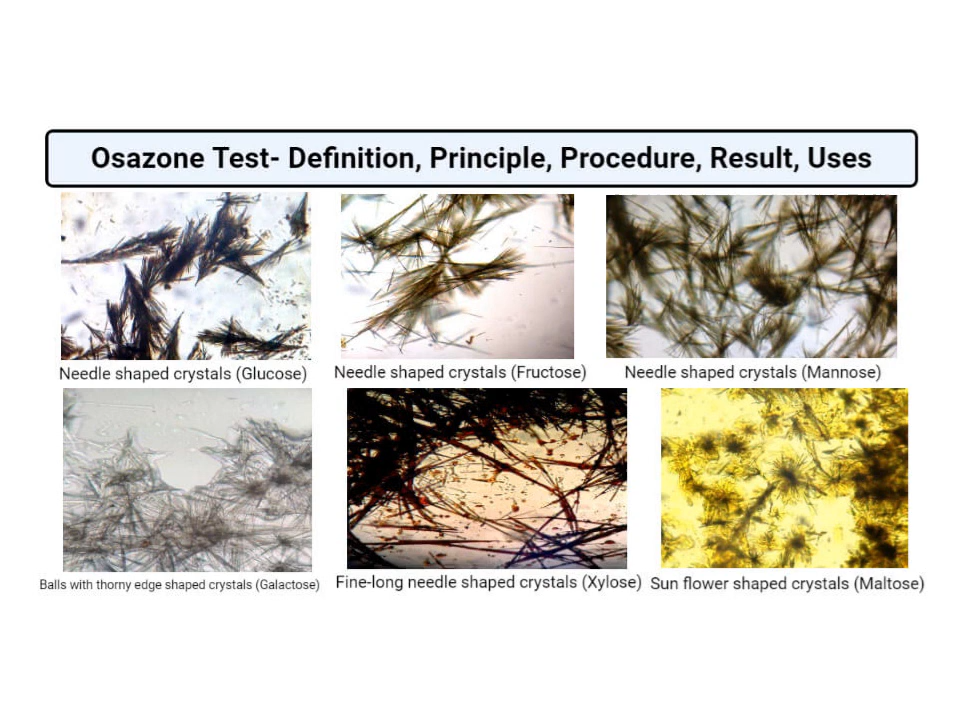 Osazone Test- Definition, Principle, Procedure, Result, Uses
Needle shaped crystals (Glucose)
Needle shaped crystals (Fructose)
Needle shaped crystals (Mannose)
Balls with thorny edge shaped crystals (Galactose)
Fine-long needle shaped crystals (Xylose)
Sun flower shaped crystals (Maltose)